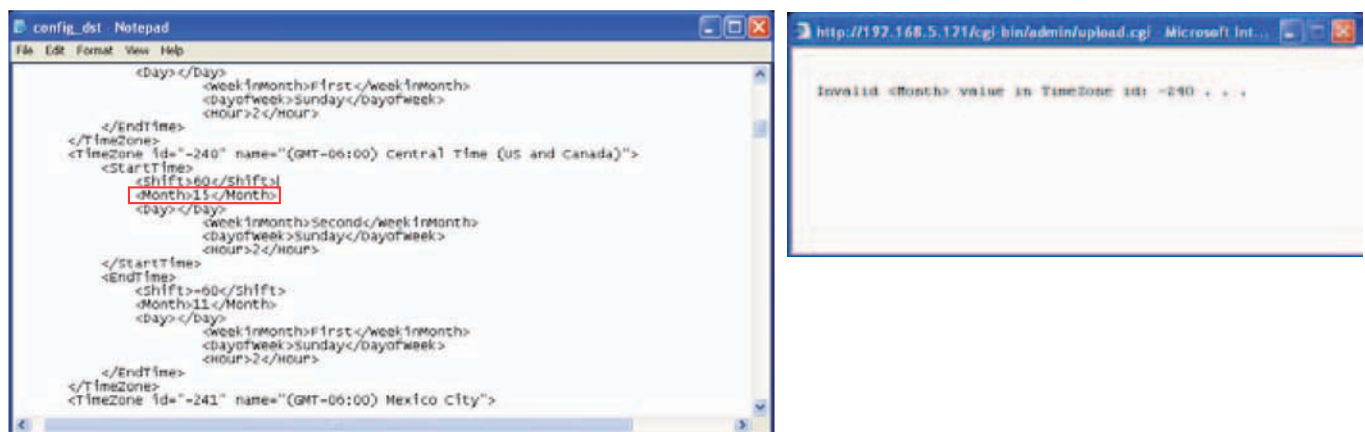 config_dst - Notepad
File Edit Format View Help
<Day></Day>
<WeekInMonth>First</WeekInMonth>
<DayofWeek>Sunday</DayofWeek>
<Hour>2</Hour>
</EndTime>
</TimeZone>
<TimeZone id="-240" name="(GMT-06:00) Central Time (US and Canada)">
<StartTime>
<Shift>60</Shift>
<Month>15</Month>
<Day></Day>
<WeekInMonth>Second</WeekInMonth>
<DayofWeek>Sunday</DayofWeek>
<Hour>2</Hour>
</StartTime>
<EndTime>
<Shift>-60</Shift>
<Month>11</Month>
<Day></Day>
<WeekInMonth>First</WeekInMonth>
<DayofWeek>Sunday</DayofWeek>
<Hour>2</Hour>
</EndTime>
</TimeZone>
<TimeZone id="-241" name="(GMT-06:00) Mexico City">
http://192.168.5.171/cgi-bin/admin/upload.cgi - Microsoft Int...
Invalid <Month> value in TimeZone id: -240 . . .